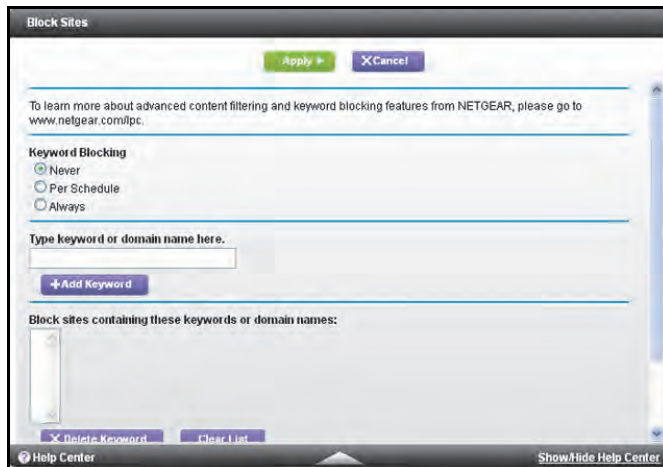 Block Sites
Apply
Cancel
To learn more about advanced content filtering and keyword blocking features from NETGEAR, please go to
www.netgear.com/lpc.
Keyword Blocking
Never
Per Schedule
Always
Type keyword or domain name here.
+Add Keyword
Block sites containing these keywords or domain names:
Delete Keyword
Clear List
Help Center
Show/Hide Help Center